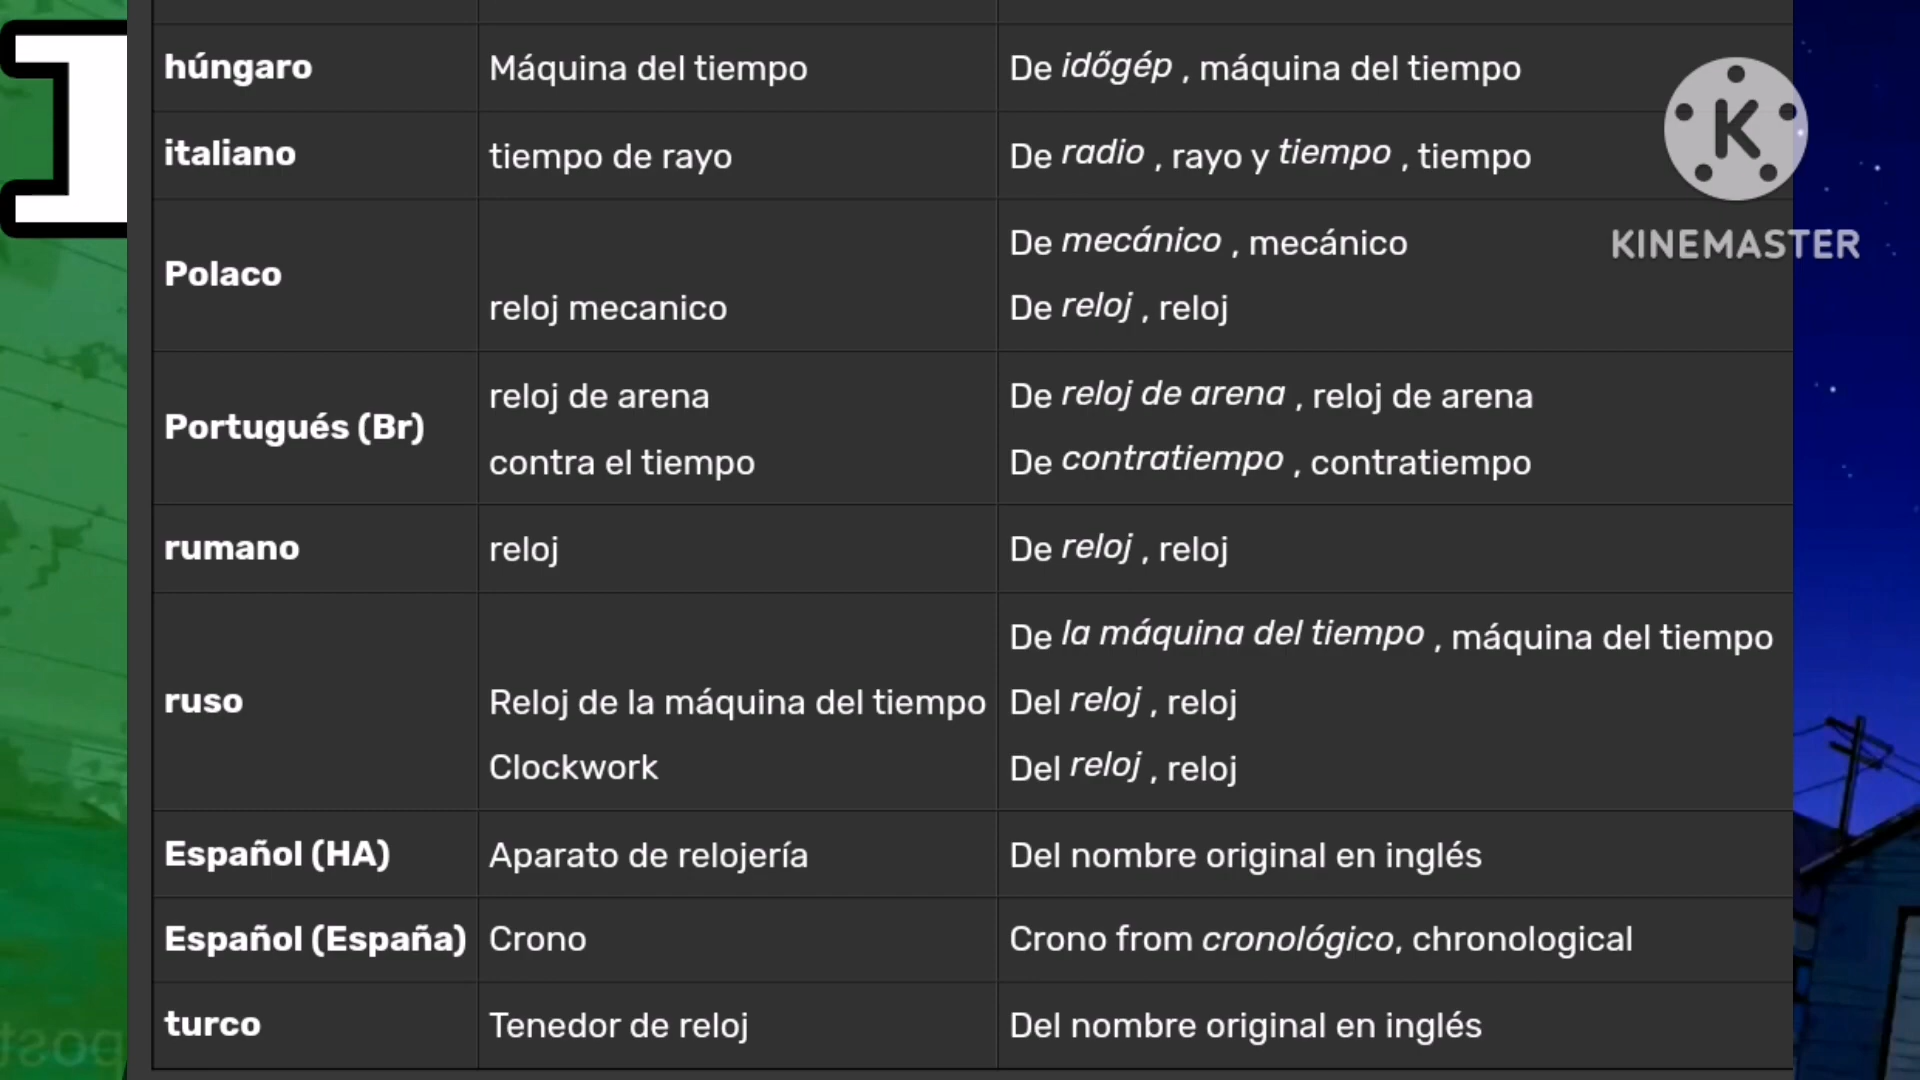 húngaro Máquina del tiempo De időgép , máquina del tiempo
italiano tiempo de rayo De radio , rayo y tiempo , tiempo
Polaco reloj mecanico De mecánico , mecánico
De reloj , reloj
Portugués (Br) reloj de arena De reloj de arena , reloj de arena
contra el tiempo De contratiempo , contratiempo
rumano reloj De reloj , reloj
ruso De la máquina del tiempo , máquina del tiempo
Reloj de la máquina del tiempo Del reloj , reloj
Clockwork Del reloj , reloj
Español (HA) Aparato de relojería Del nombre original en inglés
Español (España) Crono Crono from cronológico, chronological
turco Tenedor de reloj Del nombre original en inglés
K
KINEMASTER